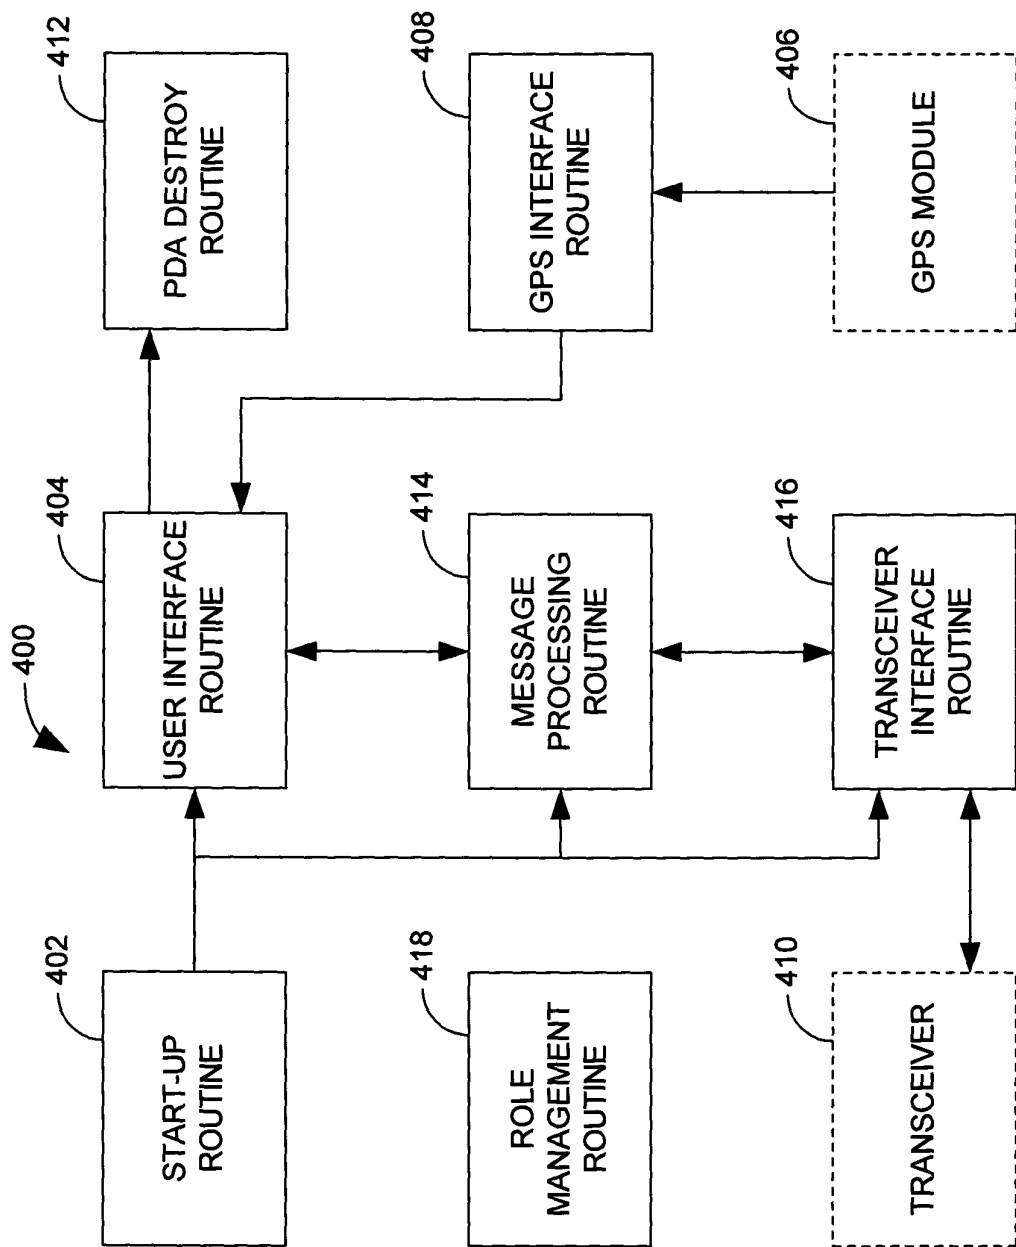 400
402
START-UP
ROUTINE
404
USER INTERFACE
ROUTINE
412
PDA DESTROY
ROUTINE
418
ROLE
MANAGEMENT
ROUTINE
414
MESSAGE
PROCESSING
ROUTINE
408
GPS INTERFACE
ROUTINE
410
TRANSCEIVER
416
TRANSCEIVER
INTERFACE
ROUTINE
406
GPS MODULE